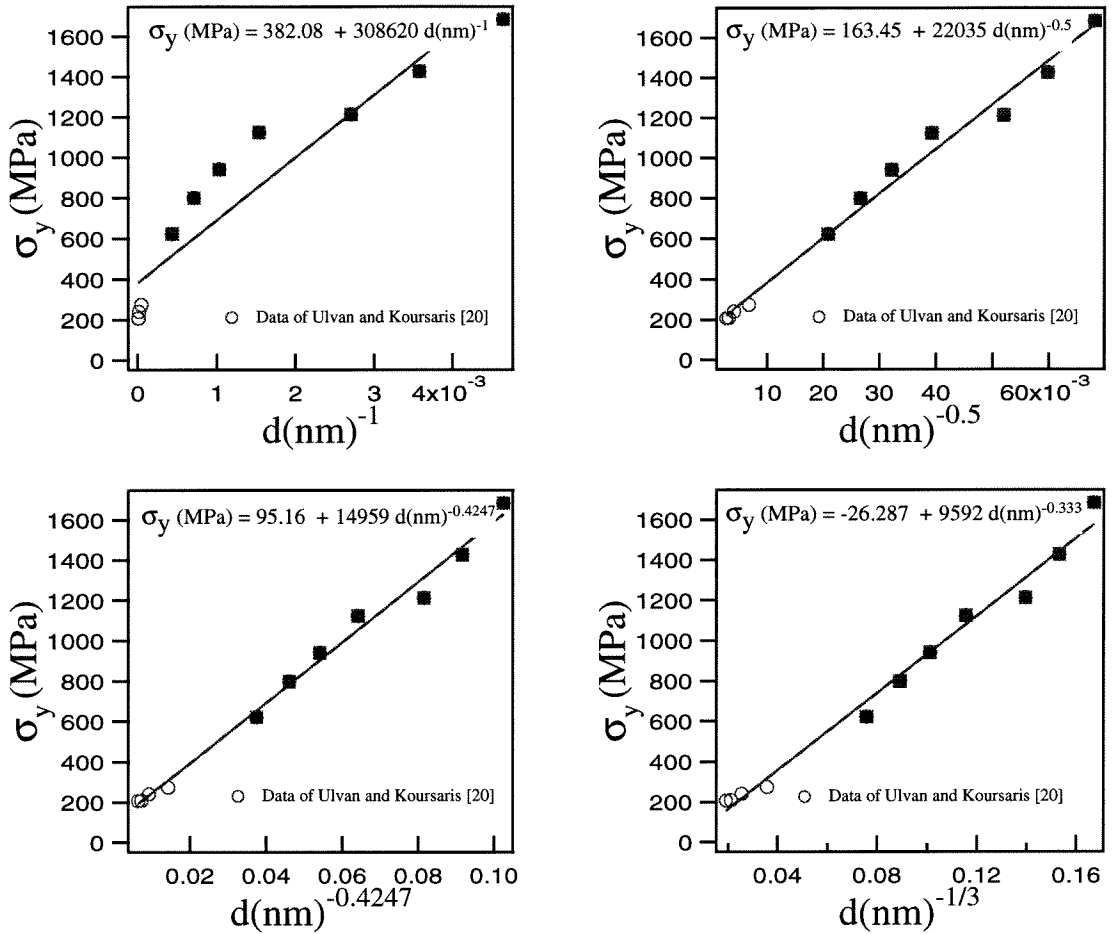 σy (MPa) = 382.08 + 308620 d(nm)^-1
1600
1400
1200
1000
800
600
400
200
0
σy (MPa)
Data of Ulvan and Koursaris [20]
0 1 2 3 4x10^-3
d(nm)^-1
σy (MPa) = 163.45 + 22035 d(nm)^-0.5
1600
1400
1200
1000
800
600
400
200
0
σy (MPa)
Data of Ulvan and Koursaris [20]
10 20 30 40 60x10^-3
d(nm)^-0.5
σy (MPa) = 95.16 + 14959 d(nm)^-0.4247
1600
1400
1200
1000
800
600
400
200
0
σy (MPa)
Data of Ulvan and Koursaris [20]
0.02 0.04 0.06 0.08 0.10
d(nm)^-0.4247
σy (MPa) = -26.287 + 9592 d(nm)^-0.333
1600
1400
1200
1000
800
600
400
200
0
σy (MPa)
Data of Ulvan and Koursaris [20]
0.04 0.08 0.12 0.16
d(nm)^-1/3